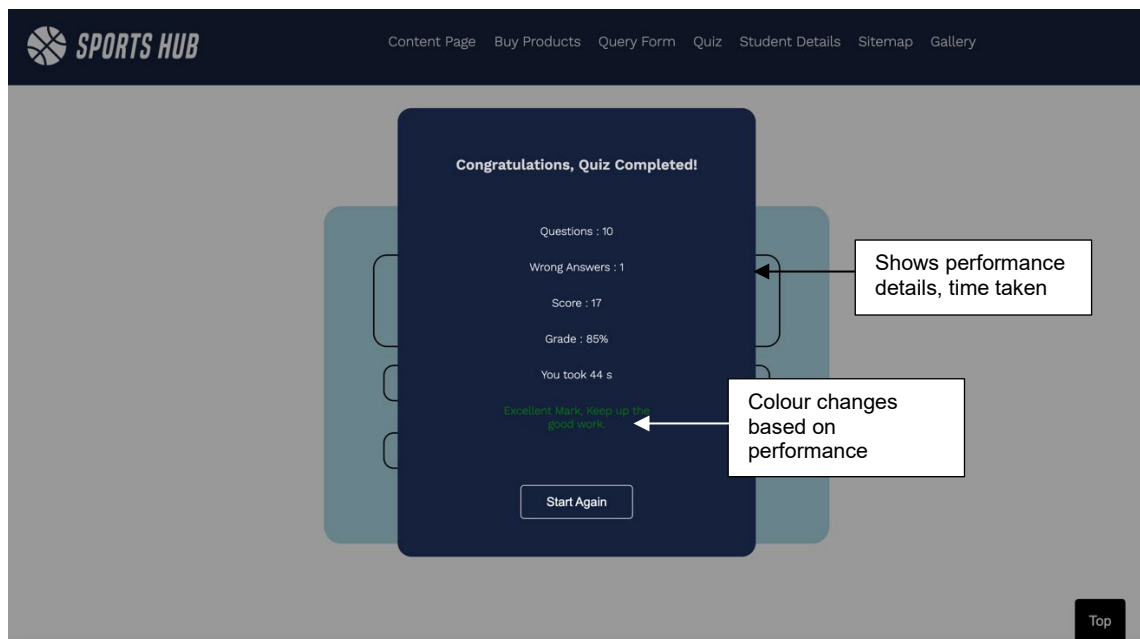 SPORTS HUB
Content Page Buy Products Query Form Quiz Student Details Sitemap Gallery
Congratulations, Quiz Completed!
Questions : 10
Wrong Answers : 1
Score : 17
Grade : 85%
You took 44 s
Excellent Mark, Keep up the
good work.
Start Again
Shows performance
details, time taken
Colour changes
based on
performance
Top